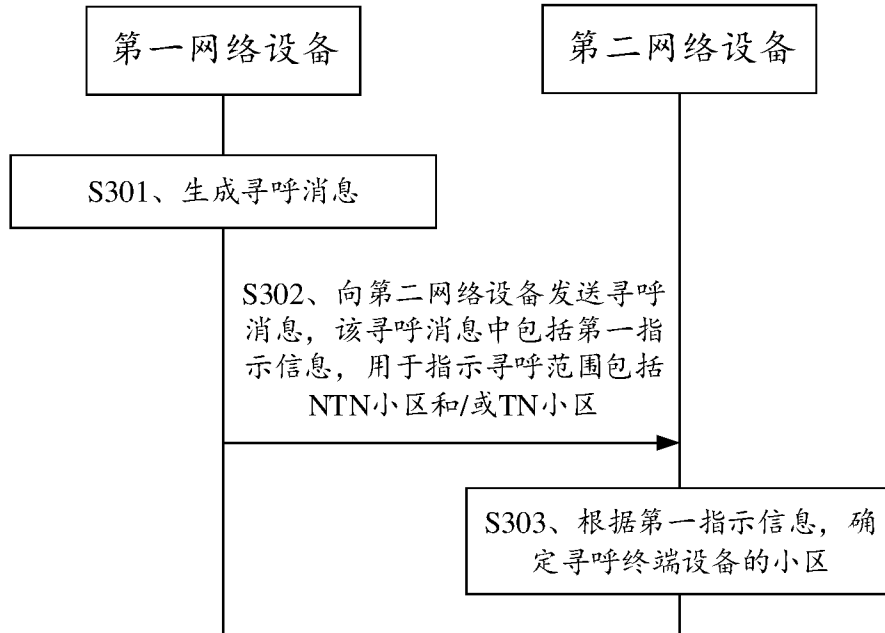 第一网络设备
第二网络设备
S301、生成寻呼消息
S302、向第二网络设备发送寻呼
消息，该寻呼消息中包括第一指
示信息，用于指示寻呼范围包括
NTN小区和/或TN小区
S303、根据第一指示信息，确
定寻呼终端设备的小区